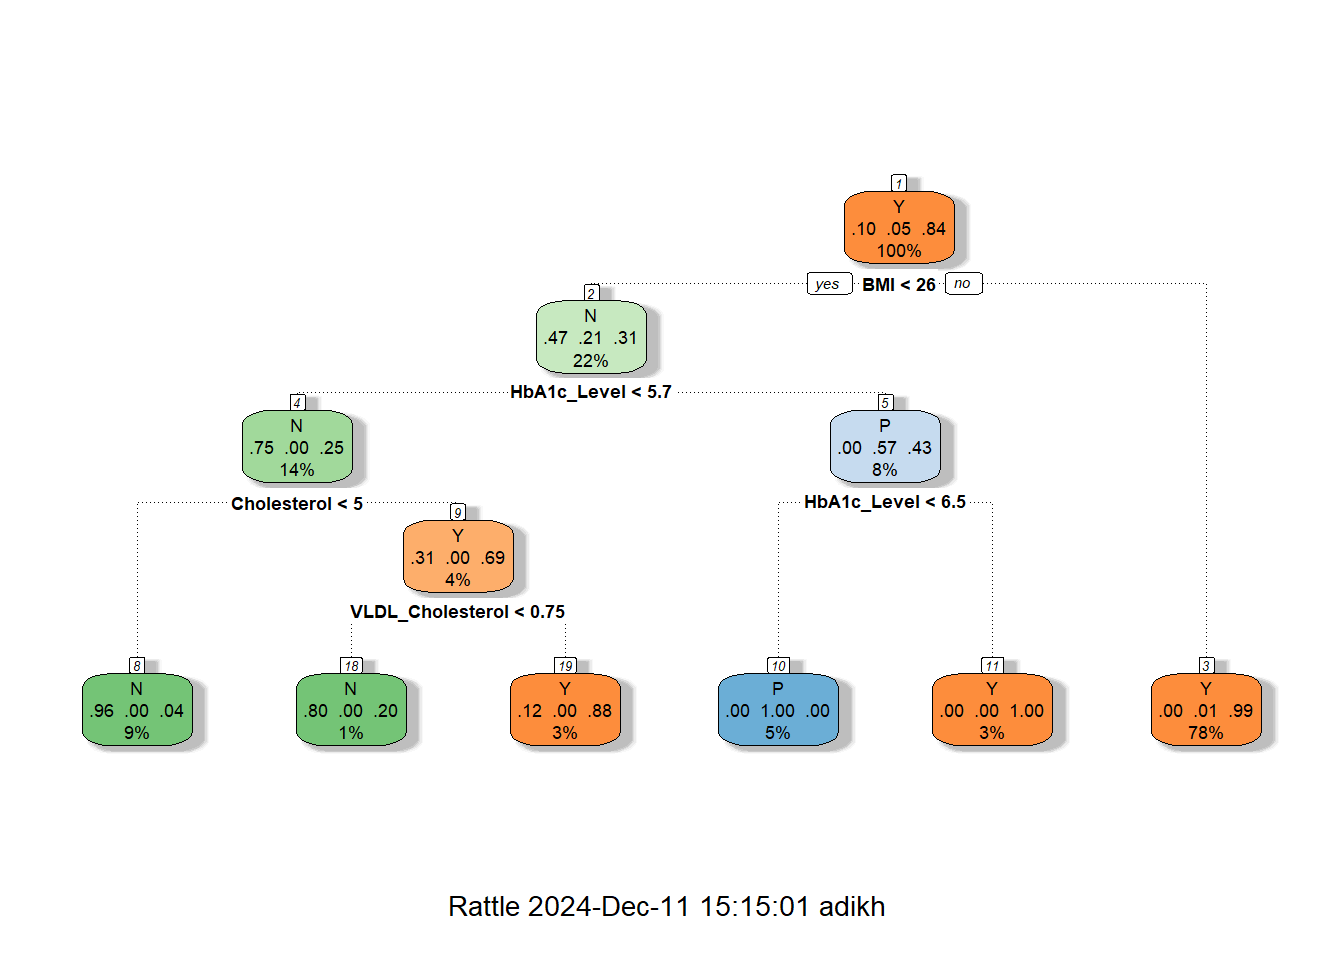 1
Y
.10 .05 .84
100%
yes BMI < 26 no
2
N
.47 .21 .31
22%
HbA1c_Level < 5.7
4
N
.75 .00 .25
14%
5
P
.00 .57 .43
8%
Cholesterol < 5
HbA1c_Level < 6.5
9
Y
.31 .00 .69
4%
VLDL_Cholesterol < 0.75
8
N
.96 .00 .04
9%
18
N
.80 .00 .20
1%
19
Y
.12 .00 .88
3%
10
P
.00 1.00 .00
5%
11
Y
.00 .00 1.00
3%
3
Y
.00 .01 .99
78%
Rattle 2024-Dec-11 15:15:01 adikh